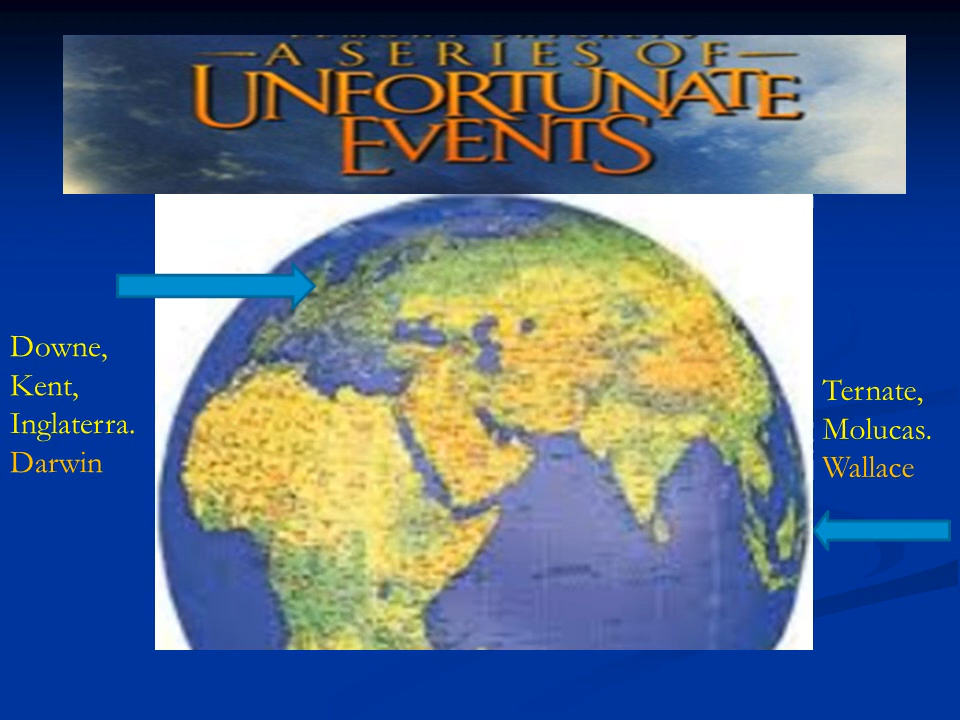 A SERIES OF
UNFORTUNATE
EVENTS
Downe,
Kent,
Inglaterra.
Darwin
Ternate,
Molucas.
Wallace